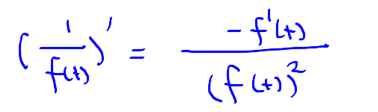 (1/f(t))' = -f'(t)/(f(t))²